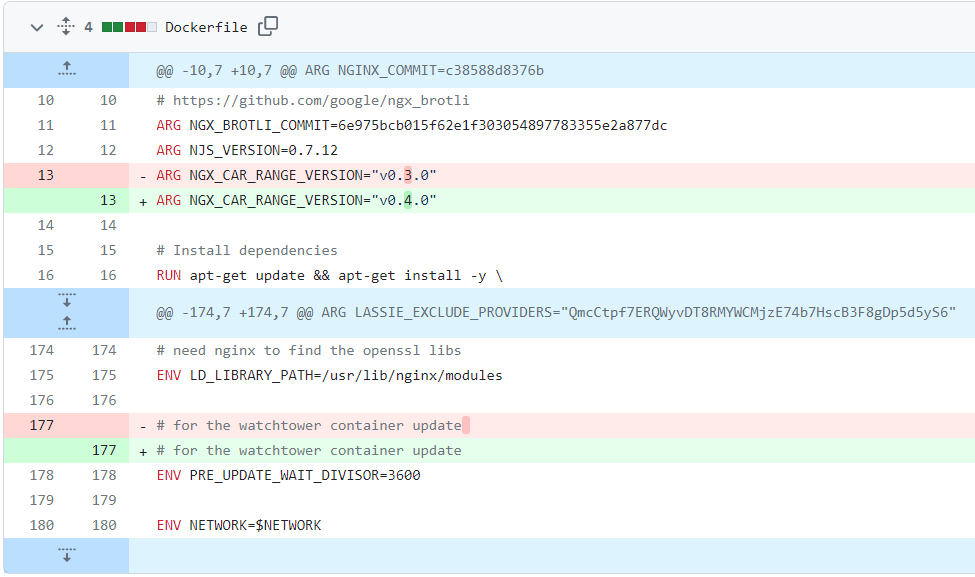 4 Dockerfile
@@ -10,7 +10,7 @@ ARG NGINX_COMMIT=c38588d8376b
10 10 # https://github.com/google/ngx_brotli
11 11 ARG NGX_BROTLI_COMMIT=6e975bcb015f62e1f303054897783355e2a877dc
12 12 ARG NJS_VERSION=0.7.12
13 - ARG NGX_CAR_RANGE_VERSION="v0.3.0"
13 + ARG NGX_CAR_RANGE_VERSION="v0.4.0"
14 14
15 15 # Install dependencies
16 16 RUN apt-get update && apt-get install -y \
@@ -174,7 +174,7 @@ ARG LASSIE_EXCLUDE_PROVIDERS="QmcCtpf7ERQWyvDT8RMYWCMjzE74b7HscB3F8gDp5d5yS6"
174 174 # need nginx to find the openssl libs
175 175 ENV LD_LIBRARY_PATH=/usr/lib/nginx/modules
176 176
177 - # for the watchtower container update
177 + # for the watchtower container update
178 178 ENV PRE_UPDATE_WAIT_DIVISOR=3600
179 179
180 180 ENV NETWORK=$NETWORK